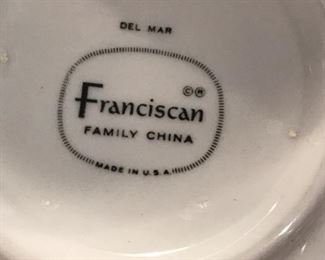 DEL MAR
©®
Franciscan
FAMILY CHINA
MADE IN U.S.A.